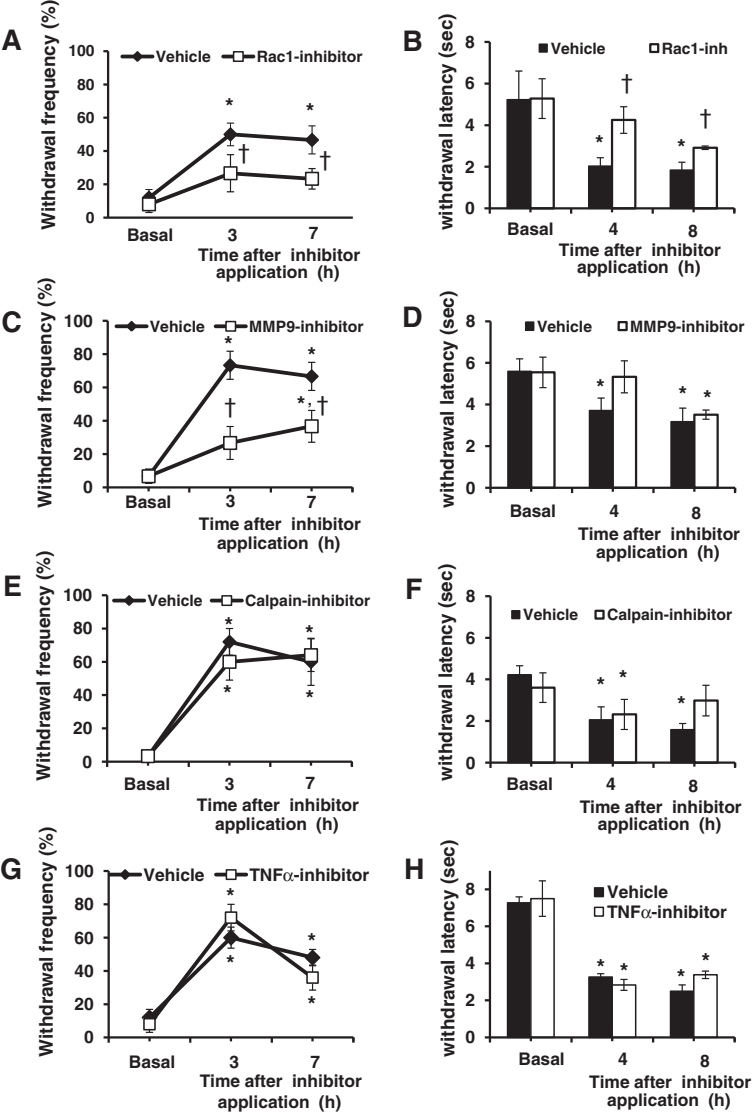 A
Withdrawal frequency (%)
100
80
60
40
20
0
Vehicle Rac1-inhibitor
*
*
†
†
Basal 3 7
Time after inhibitor
application (h)
B
withdrawal latency (sec)
8
6
4
2
0
Vehicle Rac1-inh
*
†
*
†
Basal 4 8
Time after inhibitor
application (h)
C
Withdrawal frequency (%)
100
80
60
40
20
0
Vehicle MMP9-inhibitor
*
*
†
*, †
Basal 3 7
Time after inhibitor
application (h)
D
withdrawal latency (sec)
8
6
4
2
0
Vehicle MMP9-inhibitor
*
* *
Basal 4 8
Time after inhibitor
application (h)
E
Withdrawal frequency (%)
100
80
60
40
20
0
Vehicle Calpain-inhibitor
*
*
*
*
Basal 3 7
Time after inhibitor
application (h)
F
withdrawal latency (sec)
8
6
4
2
0
Vehicle Calpain-inhibitor
* *
*
Basal 4 8
Time after inhibitor
application (h)
G
Withdrawal frequency (%)
100
80
60
40
20
0
Vehicle TNFα-inhibitor
*
*
*
*
Basal 3 7
Time after inhibitor
application (h)
H
withdrawal latency (sec)
8
6
4
2
0
Vehicle
TNFα-inhibitor
* *
* *
Basal 4 8
Time after inhibitor
application (h)